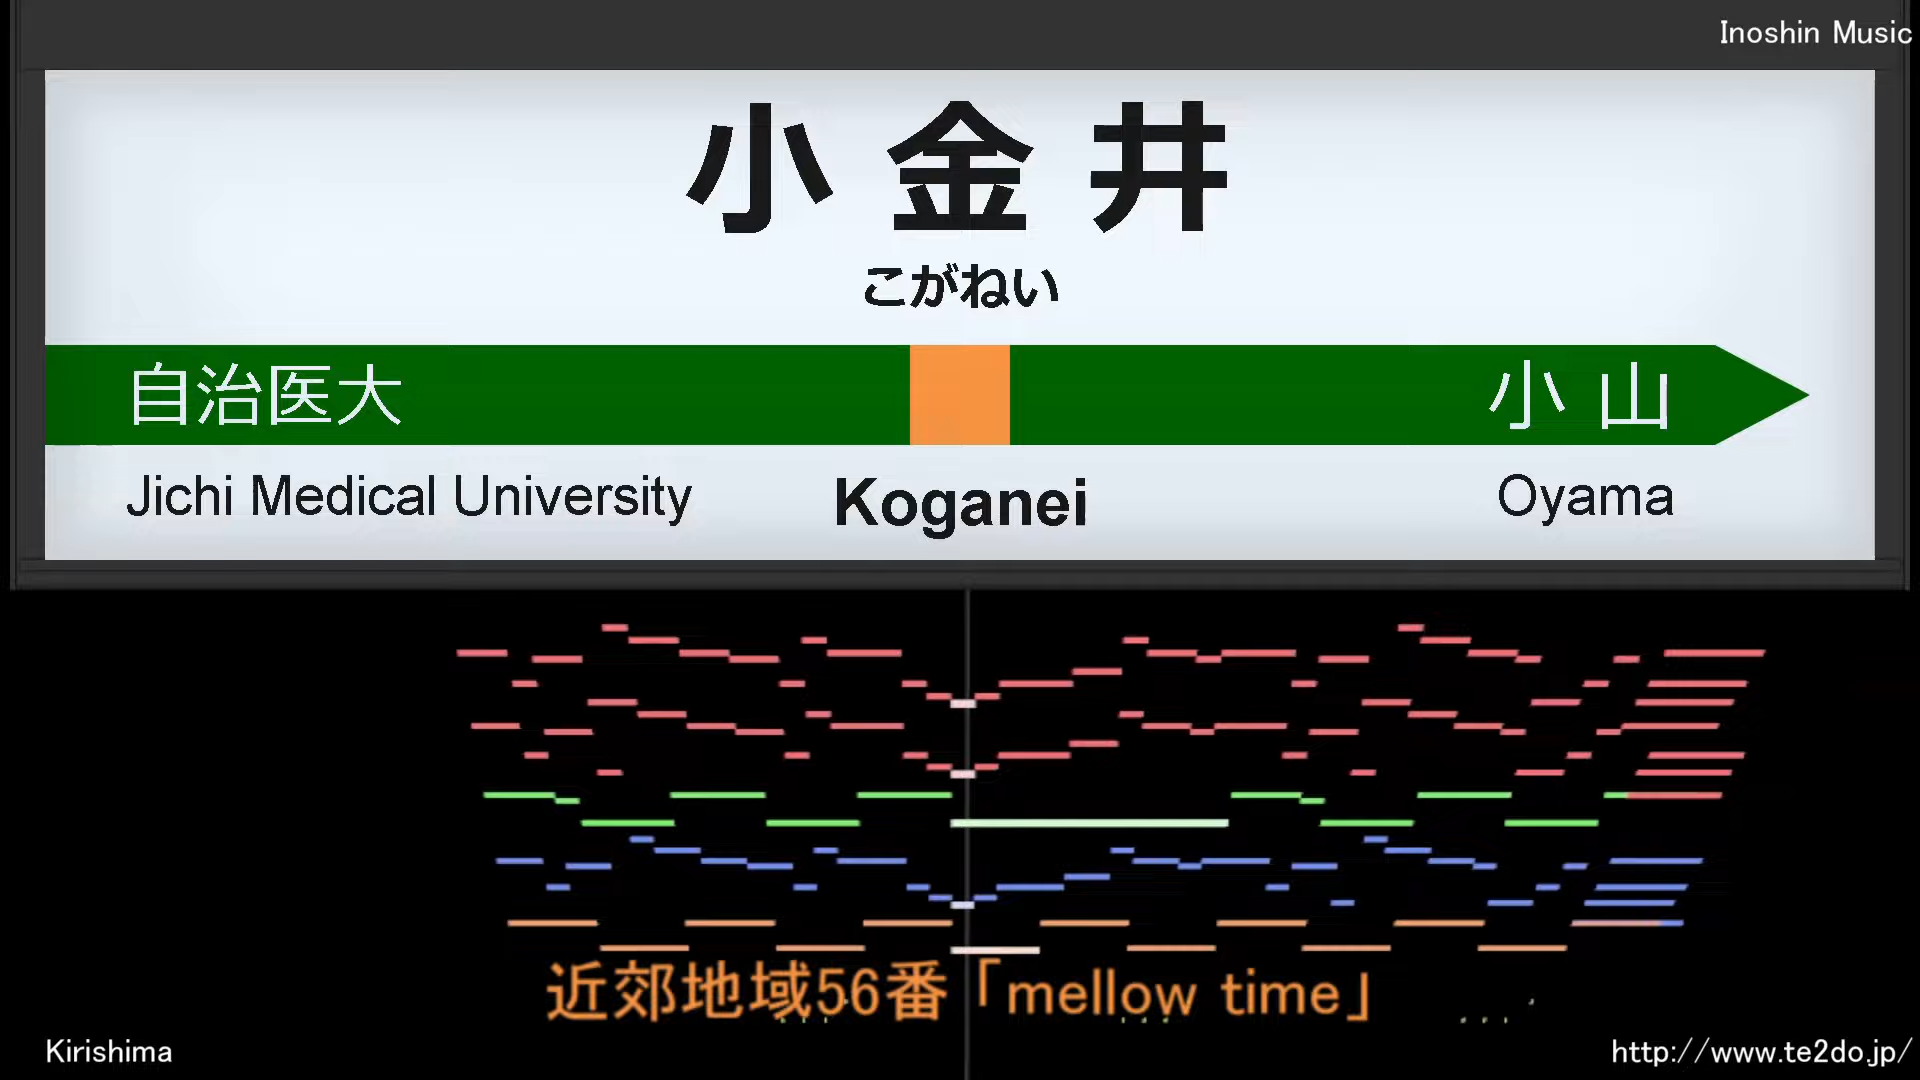 Inoshin Music
小金井
こがねい
自治医大 小山
Jichi Medical University Koganei Oyama
近郊地域56番「mellow time」
Kirishima http://www.te2do.jp/